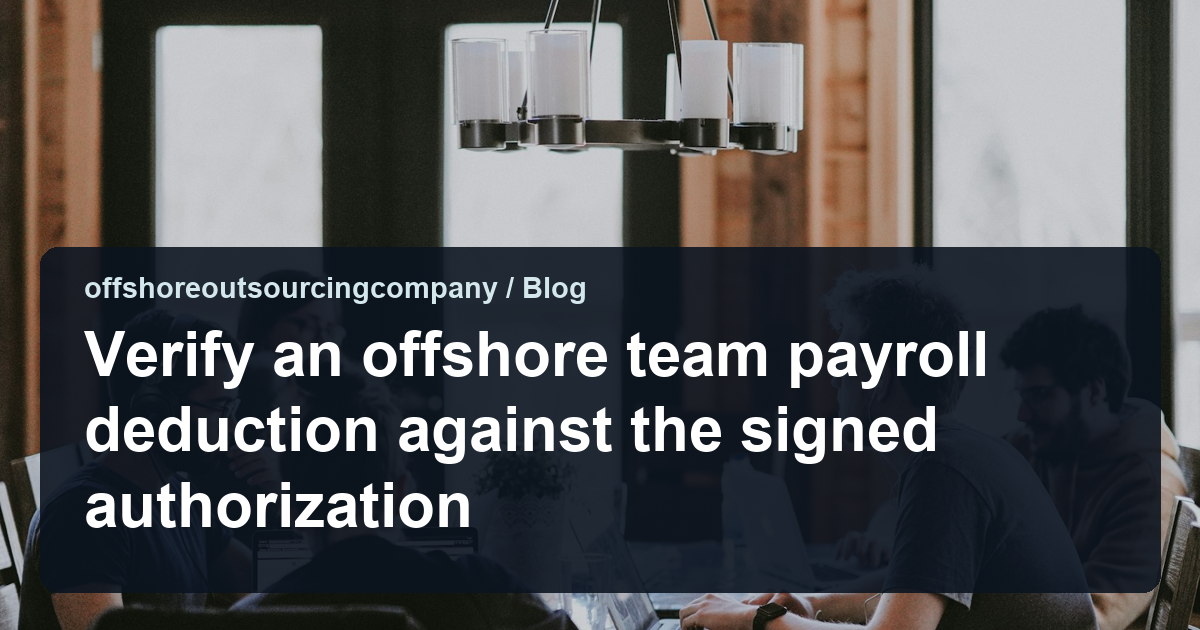 offshoreoutsourcingcompany / Blog
Verify an offshore team payroll
deduction against the signed
authorization